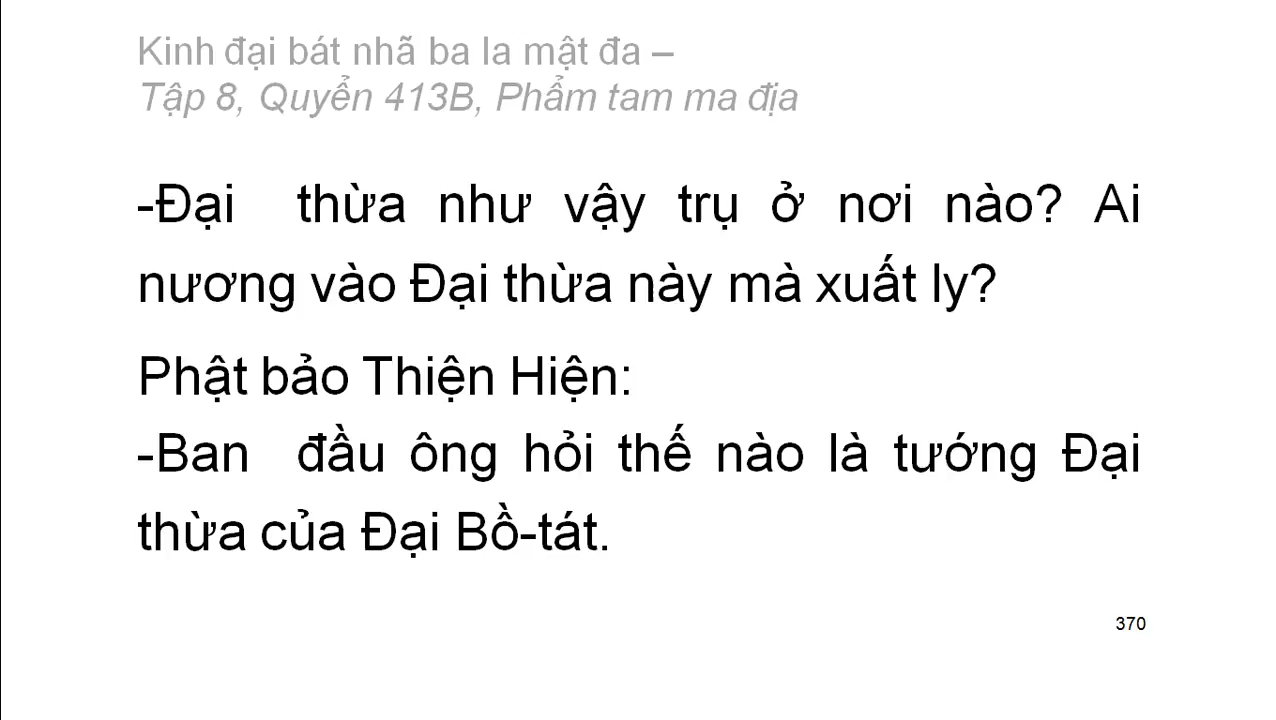 Kinh đại bát nhã ba la mật đa –
Tập 8, Quyển 413B, Phẩm tam ma địa
-Đại thừa như vậy trụ ở nơi nào? Ai
nương vào Đại thừa này mà xuất ly?
Phật bảo Thiện Hiện:
-Ban đầu ông hỏi thế nào là tướng Đại
thừa của Đại Bồ-tát.
370